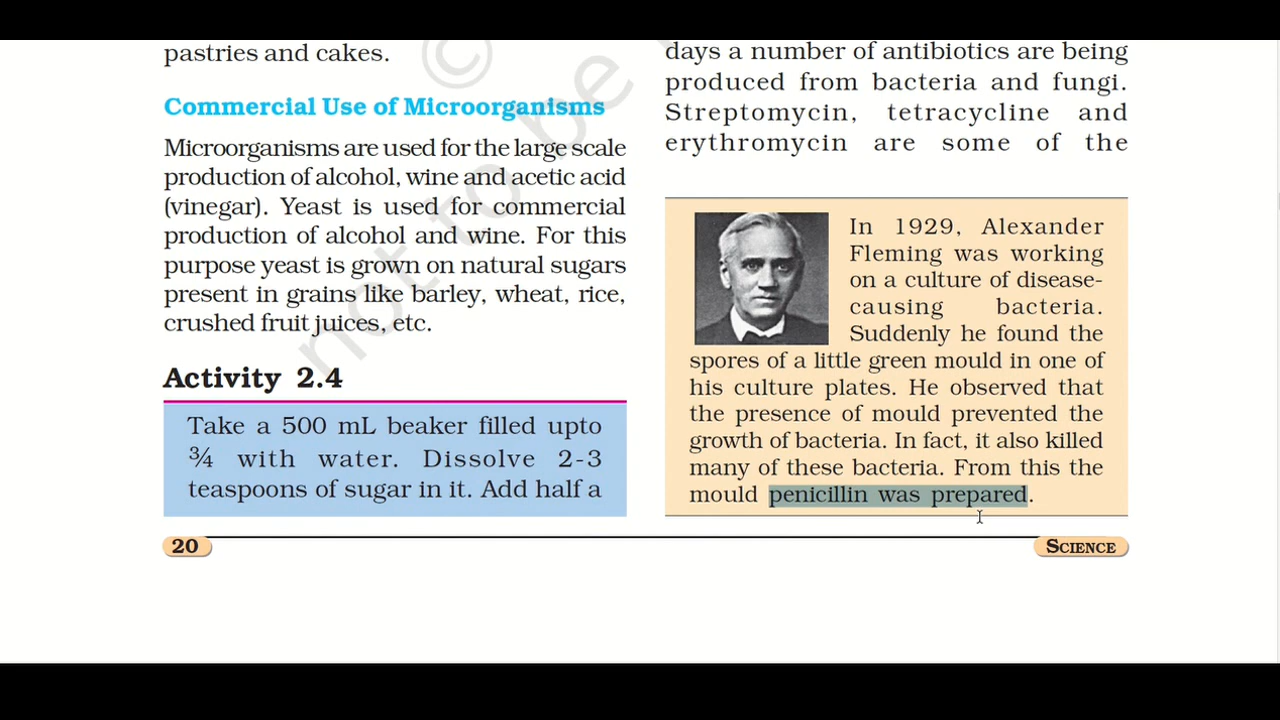 pastries and cakes.
Commercial Use of Microorganisms
Microorganisms are used for the large scale
production of alcohol, wine and acetic acid
(vinegar). Yeast is used for commercial
production of alcohol and wine. For this
purpose yeast is grown on natural sugars
present in grains like barley, wheat, rice,
crushed fruit juices, etc.
Activity 2.4
Take a 500 mL beaker filled upto
¾ with water. Dissolve 2-3
teaspoons of sugar in it. Add half a
days a number of antibiotics are being
produced from bacteria and fungi.
Streptomycin, tetracycline and
erythromycin are some of the
In 1929, Alexander
Fleming was working
on a culture of disease-
causing bacteria.
Suddenly he found the
spores of a little green mould in one of
his culture plates. He observed that
the presence of mould prevented the
growth of bacteria. In fact, it also killed
many of these bacteria. From this the
mould penicillin was prepared.
20
SCIENCE
©
not to be